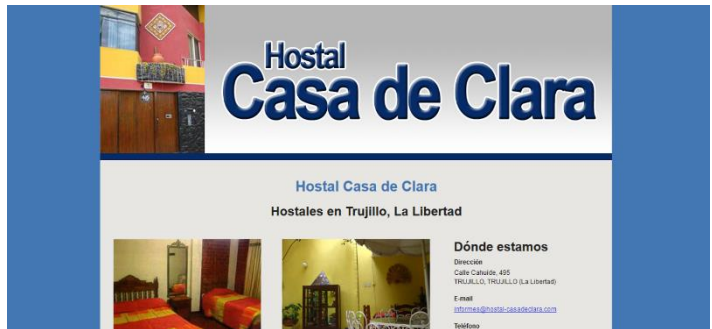 Hostal
Casa de Clara
Hostal Casa de Clara
Hostales en Trujillo, La Libertad
Dónde estamos
Dirección
Calle Cahuide, 495
TRUJILLO, TRUJILLO (La Libertad)
E-mail
informes@hostal-casadeclara.com
Teléfono